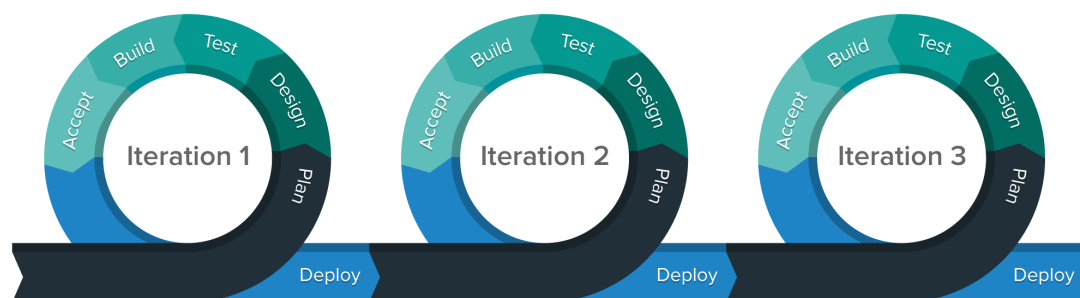 Iteration 1
Plan
Design
Test
Build
Accept
Deploy
Iteration 2
Plan
Design
Test
Build
Accept
Deploy
Iteration 3
Plan
Design
Test
Build
Accept
Deploy